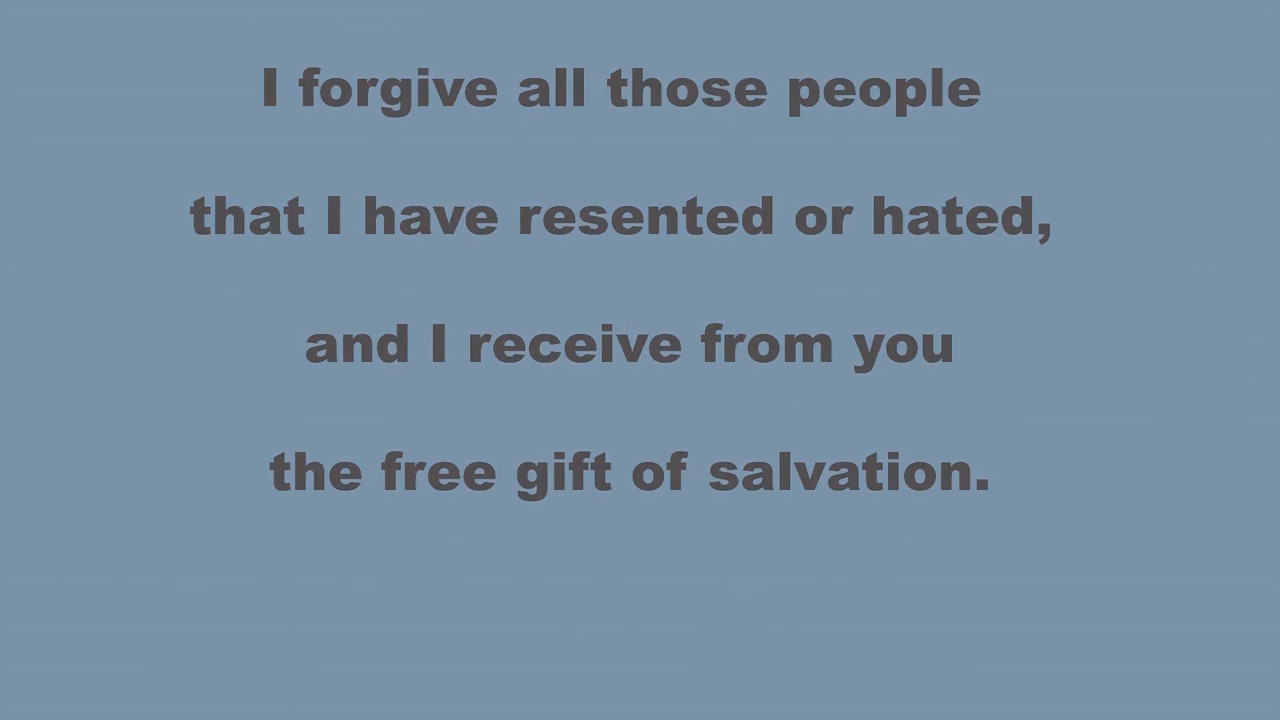 I forgive all those people
that I have resented or hated,
and I receive from you
the free gift of salvation.